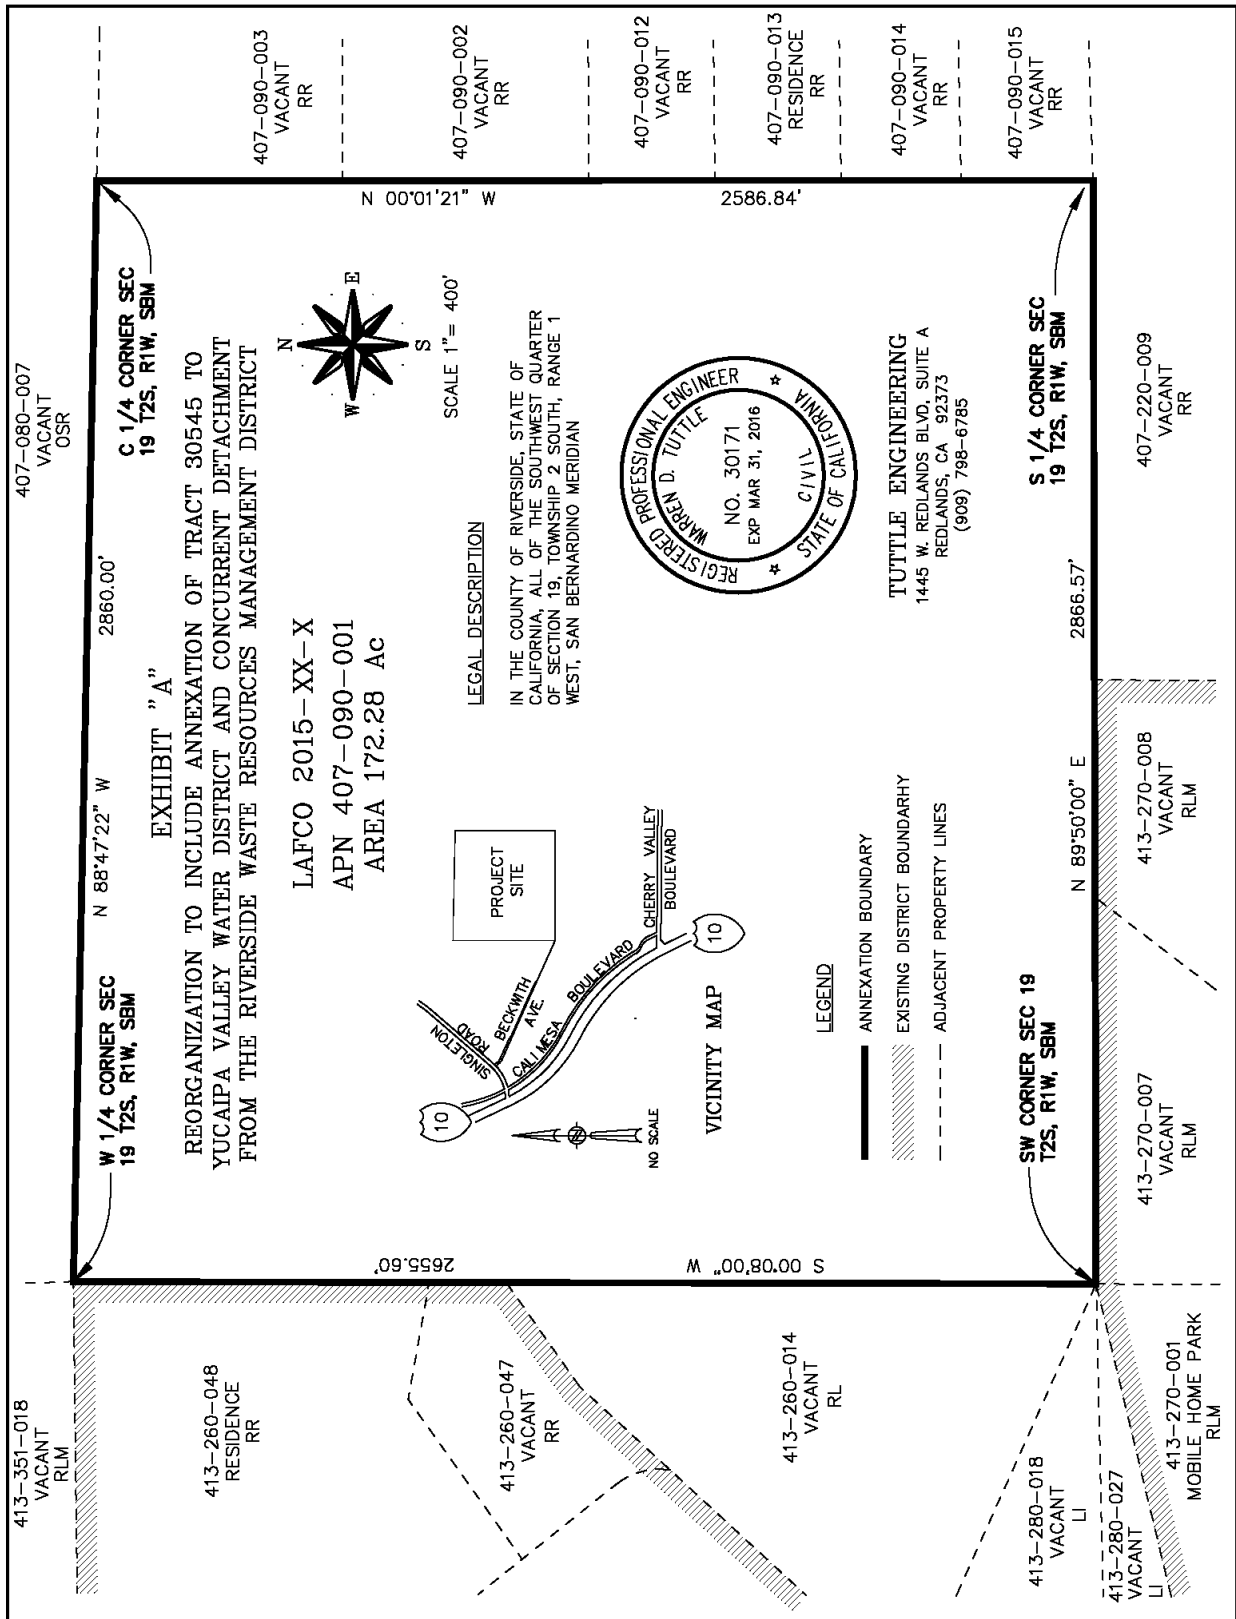 407-080-007
VACANT
OSR
N 88°47'22" W
2860.00'
W 1/4 CORNER SEC
19 T2S, R1W, SBM
C 1/4 CORNER SEC
19 T2S, R1W, SBM
EXHIBIT "A"
REORGANIZATION TO INCLUDE ANNEXATION OF TRACT 30545 TO
YUCAIPA VALLEY WATER DISTRICT AND CONCURRENT DETACHMENT
FROM THE RIVERSIDE WASTE RESOURCES MANAGEMENT DISTRICT
LAFCO 2015-XX-X
APN 407-090-001
AREA 172.28 Ac
N
E
S
W
SCALE 1"= 400'
LEGAL DESCRIPTION
IN THE COUNTY OF RIVERSIDE, STATE OF
CALIFORNIA, ALL OF THE SOUTHWEST QUARTER
OF SECTION 19, TOWNSHIP 2 SOUTH, RANGE 1
WEST, SAN BERNARDINO MERIDIAN
PROJECT
SITE
SINGLETON
ROAD
BECKWITH
AVE.
CALIMESA BOULEVARD
CHERRY VALLEY
BOULEVARD
10
10
NO SCALE
VICINITY MAP
REGISTERED PROFESSIONAL ENGINEER
WARREN D. TUTTLE
NO. 30171
EXP MAR 31, 2016
CIVIL
STATE OF CALIFORNIA
LEGEND
ANNEXATION BOUNDARY
EXISTING DISTRICT BOUNDARHY
ADJACENT PROPERTY LINES
TUTTLE ENGINEERING
1445 W. REDLANDS BLVD, SUITE A
REDLANDS, CA 92373
(909) 798-6785
SW CORNER SEC 19
T2S, R1W, SBM
S 1/4 CORNER SEC
19 T2S, R1W, SBM
N 89°50'00" E
2866.57'
2655.60'
S 00°08'00" W
N 00°01'21" W
2586.84'
413-351-018
VACANT
RLM
413-260-048
RESIDENCE
RR
413-260-047
VACANT
RR
413-260-014
VACANT
RL
413-280-018
VACANT
LI
413-280-027
VACANT
LI
413-270-001
MOBILE HOME PARK
RLM
413-270-007
VACANT
RLM
413-270-008
VACANT
RLM
407-220-009
VACANT
RR
407-090-003
VACANT
RR
407-090-002
VACANT
RR
407-090-012
VACANT
RR
407-090-013
RESIDENCE
RR
407-090-014
VACANT
RR
407-090-015
VACANT
RR